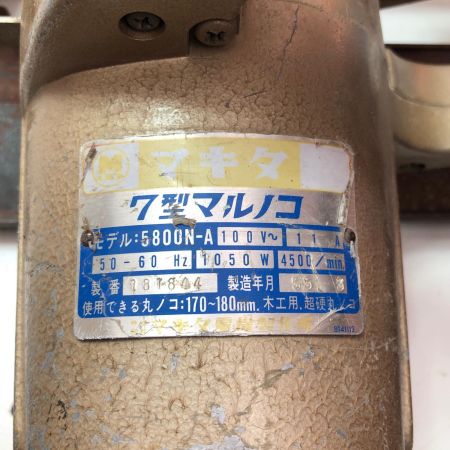 マキタ
7型マルノコ
モデル:5800N-A 100V~ 11A
50-60 Hz 1050W 4500/min.
製番 製造年月
使用できる丸ノコ:170~180mm. 木工用、超硬丸ノコ